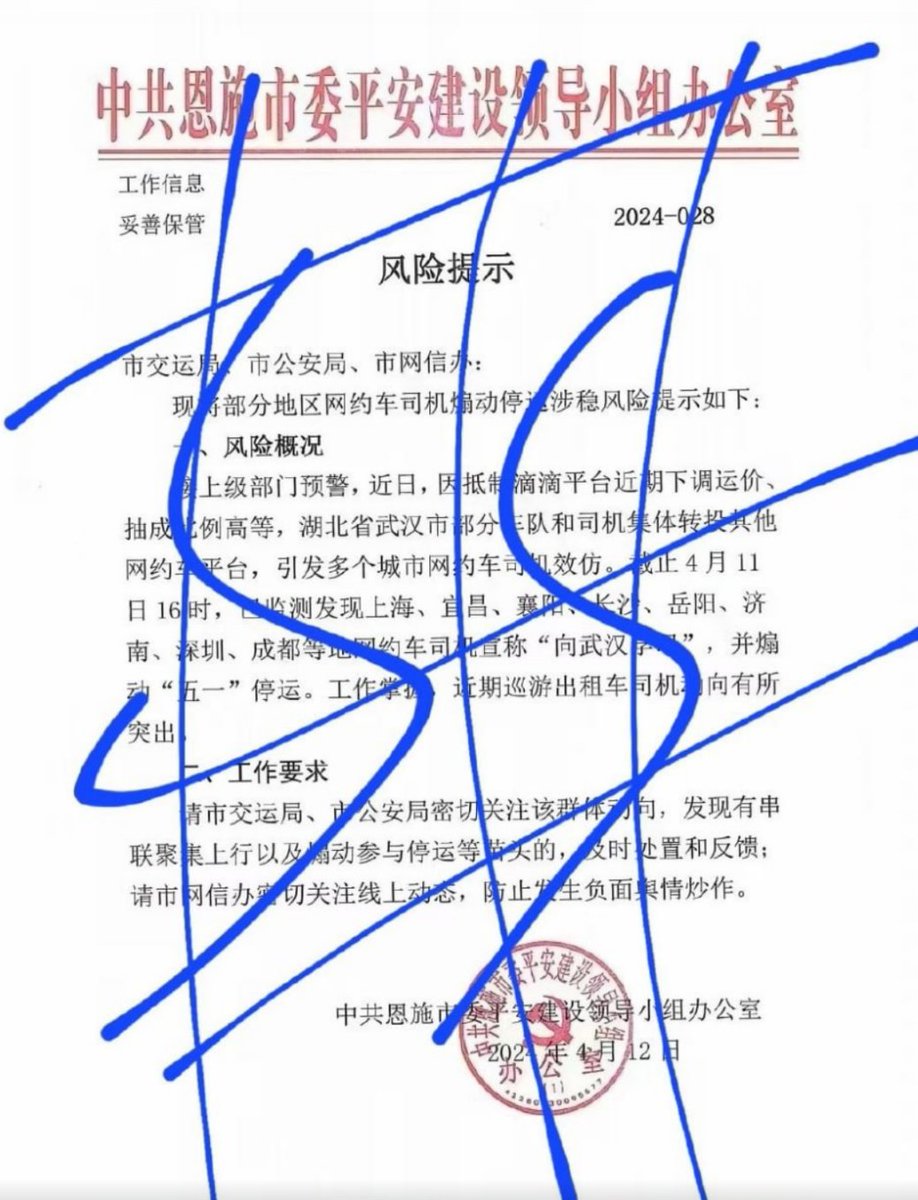 中共恩施市委平安建设领导小组办公室
工作信息
妥善保管
2024-028
风险提示
市交运局、市公安局、市网信办：
现将部分地区网约车司机煽动停运涉稳风险提示如下：
一、风险概况
上级部门预警，近日，因抵制滴滴平台近期下调运价、
抽成比例高等，湖北省武汉市部分车队和司机集体转投其他
网约车平台，引发多个城市网约车司机效仿。截止4月11
日16时，已监测发现上海、宜昌、襄阳、长沙、岳阳、济
南、深圳、成都等地网约车司机宣称“向武汉学习”，并煽
动“五一”停运。工作掌握，近期巡游出租车司机动向有所
突出。
二、工作要求
请市交运局、市公安局密切关注该群体动向，发现有串
联聚集上行以及煽动参与停运等苗头的，及时处置和反馈；
请市网信办密切关注线上动态，防止发生负面舆情炒作。
中共恩施市委平安建设领导小组办公室
2024年4月12日
中共恩施市委平安建设领导小组
办公室
(1)